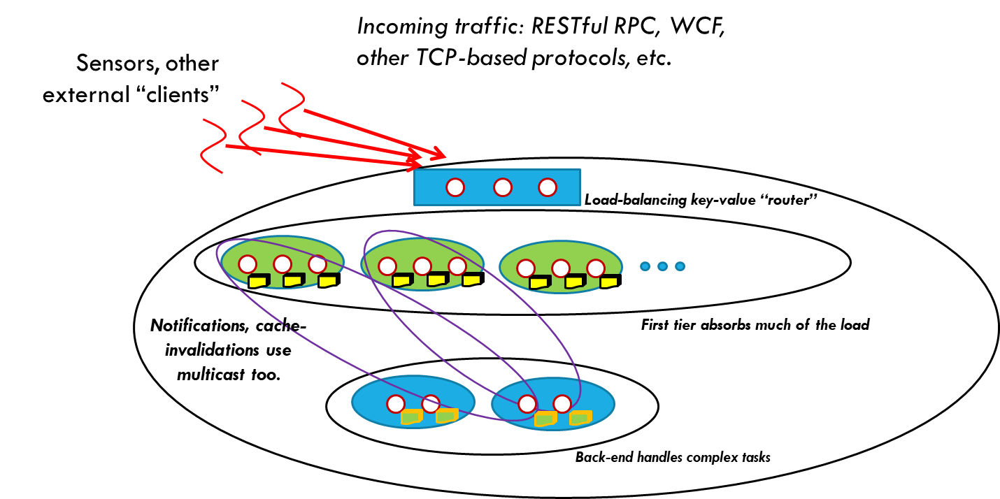 Incoming traffic: RESTful RPC, WCF,
other TCP-based protocols, etc.
Sensors, other
external “clients”
Load-balancing key-value “router”
First tier absorbs much of the load
Notifications, cache-
invalidations use
multicast too.
Back-end handles complex tasks